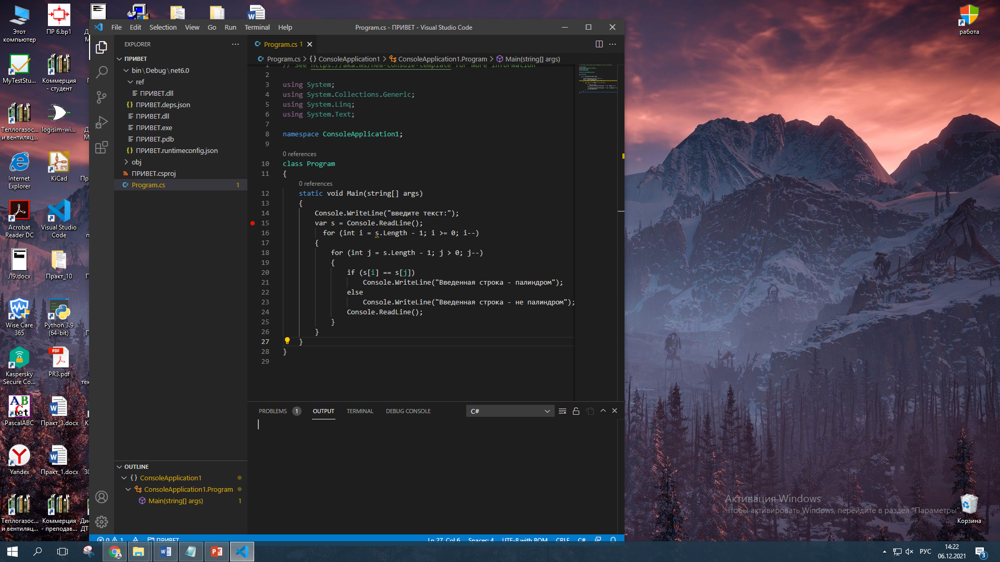 Этот
компьютер
ПР 6.bp1
MyTestStu...
Коммерция
- студент
Теплогазос...
и вентиляц...
logisim-wi...
Internet
Explorer
KiCad
Acrobat
Reader DC
Visual Studio
Code
Л9.docx
Практ_10
Wise Care
365
Python 3.9
(64-bit)
Kaspersky
Secure Co...
PR3.pdf
PascalABC
Практ_3.docx
Yandex
Практ_1.docx
Теплогазос...
и вентиляц...
Коммерция
- преподав...
File Edit Selection View Go Run Terminal Help
Program.cs - ПРИВЕТ - Visual Studio Code
EXPLORER
ПРИВЕТ
bin\Debug\net6.0
ref
ПРИВЕТ.dll
ПРИВЕТ.deps.json
ПРИВЕТ.dll
ПРИВЕТ.exe
ПРИВЕТ.pdb
ПРИВЕТ.runtimeconfig.json
obj
ПРИВЕТ.csproj
Program.cs 1
OUTLINE
ConsoleApplication1
ConsoleApplication1.Program
Main(string[] args) 1
Program.cs 1
Program.cs > {} ConsoleApplication1 > ConsoleApplication1.Program > Main(string[] args)
1 // See https://aka.ms/new-console-template for more information
2
3 using System;
4 using System.Collections.Generic;
5 using System.Linq;
6 using System.Text;
7
8 namespace ConsoleApplication1;
9
0 references
10 class Program
11 {
0 references
12 static void Main(string[] args)
13 {
14 Console.WriteLine("введите текст:");
15 var s = Console.ReadLine();
16 for (int i = s.Length - 1; i >= 0; i--)
17 {
18 for (int j = s.Length - 1; j > 0; j--)
19 {
20 if (s[i] == s[j])
21 Console.WriteLine("Введенная строка - палиндром");
22 else
23 Console.WriteLine("Введенная строка - не палиндром");
24 Console.ReadLine();
25 }
26 }
27 }
28 }
29
PROBLEMS 1 OUTPUT TERMINAL DEBUG CONSOLE C#
0 1 ПРИВЕТ Ln 27, Col 6 Spaces: 4 UTF-8 with BOM CRLF C#
работа
Активация Windows
Чтобы активировать Windows, перейдите в раздел "Параметры".
Корзина
РУС
14:22
06.12.2021
3